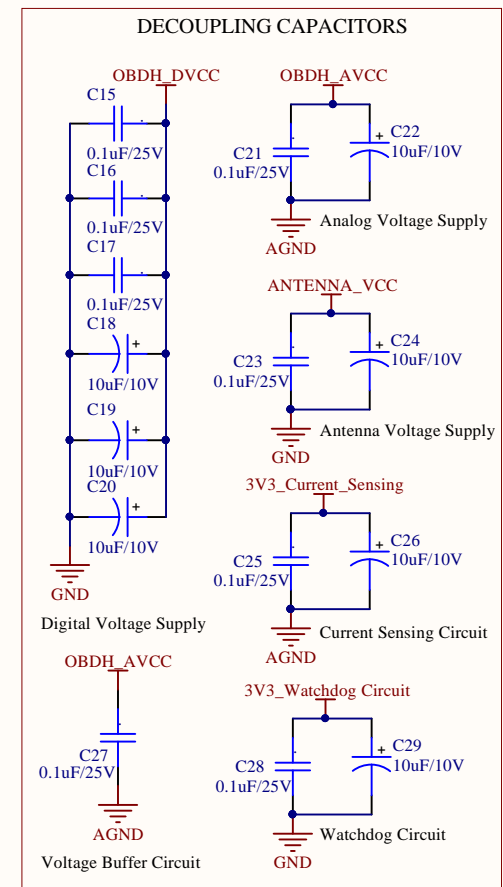 DECOUPLING CAPACITORS
OBDH_DVCC
C15
0.1uF/25V
C16
0.1uF/25V
C17
0.1uF/25V
C18
+
10uF/10V
C19
+
10uF/10V
C20
+
10uF/10V
GND
Digital Voltage Supply
OBDH_AVCC
C21
0.1uF/25V
+
C22
10uF/10V
AGND
Analog Voltage Supply
ANTENNA_VCC
C23
0.1uF/25V
+
C24
10uF/10V
GND
Antenna Voltage Supply
3V3_Current_Sensing
C25
0.1uF/25V
+
C26
10uF/10V
AGND
Current Sensing Circuit
OBDH_AVCC
C27
0.1uF/25V
AGND
Voltage Buffer Circuit
3V3_Watchdog Circuit
C28
0.1uF/25V
+
C29
10uF/10V
GND
Watchdog Circuit